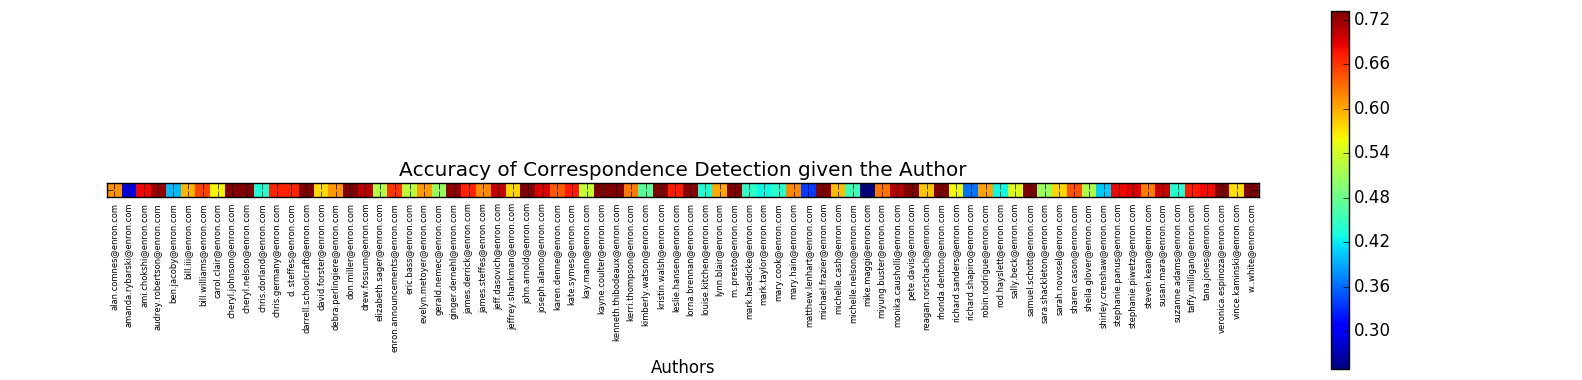 Accuracy of Correspondence Detection given the Author
alan.comnes@enron.com
amanda.rybarski@enron.com
ami.chokshi@enron.com
audrey.robertson@enron.com
ben.jacoby@enron.com
bill.iii@enron.com
bill.williams@enron.com
carol.clair@enron.com
cheryl.johnson@enron.com
cheryl.nelson@enron.com
chris.dorland@enron.com
chris.germany@enron.com
d..steffes@enron.com
darrell.schoolcraft@enron.com
david.forster@enron.com
debra.perlingiere@enron.com
don.miller@enron.com
drew.fossum@enron.com
elizabeth.sager@enron.com
enron.announcements@enron.com
eric.bass@enron.com
evelyn.metoyer@enron.com
gerald.nemec@enron.com
ginger.dernehl@enron.com
james.derrick@enron.com
james.steffes@enron.com
jeff.dasovich@enron.com
jeffrey.shankman@enron.com
john.arnold@enron.com
joseph.alamo@enron.com
karen.denne@enron.com
kate.symes@enron.com
kay.mann@enron.com
kayne.coulter@enron.com
kenneth.thibodeaux@enron.com
kerri.thompson@enron.com
kimberly.watson@enron.com
kristin.walsh@enron.com
leslie.hansen@enron.com
lorna.brennan@enron.com
louise.kitchen@enron.com
lynn.blair@enron.com
m..presto@enron.com
mark.haedicke@enron.com
mark.taylor@enron.com
mary.cook@enron.com
mary.hain@enron.com
matthew.lenhart@enron.com
michael.frazier@enron.com
michelle.cash@enron.com
michelle.nelson@enron.com
mike.maggi@enron.com
miyung.buster@enron.com
monika.causholli@enron.com
pete.davis@enron.com
reagan.rorschach@enron.com
rhonda.denton@enron.com
richard.sanders@enron.com
richard.shapiro@enron.com
robin.rodrigue@enron.com
rod.hayslett@enron.com
sally.beck@enron.com
samuel.schott@enron.com
sara.shackleton@enron.com
sarah.novosel@enron.com
sharen.cason@enron.com
sheila.glover@enron.com
shirley.crenshaw@enron.com
stephanie.panus@enron.com
stephanie.piwetz@enron.com
steven.kean@enron.com
susan.mara@enron.com
suzanne.adams@enron.com
taffy.milligan@enron.com
tana.jones@enron.com
veronica.espinoza@enron.com
vince.kaminski@enron.com
w..white@enron.com
Authors
0.72
0.66
0.60
0.54
0.48
0.42
0.36
0.30